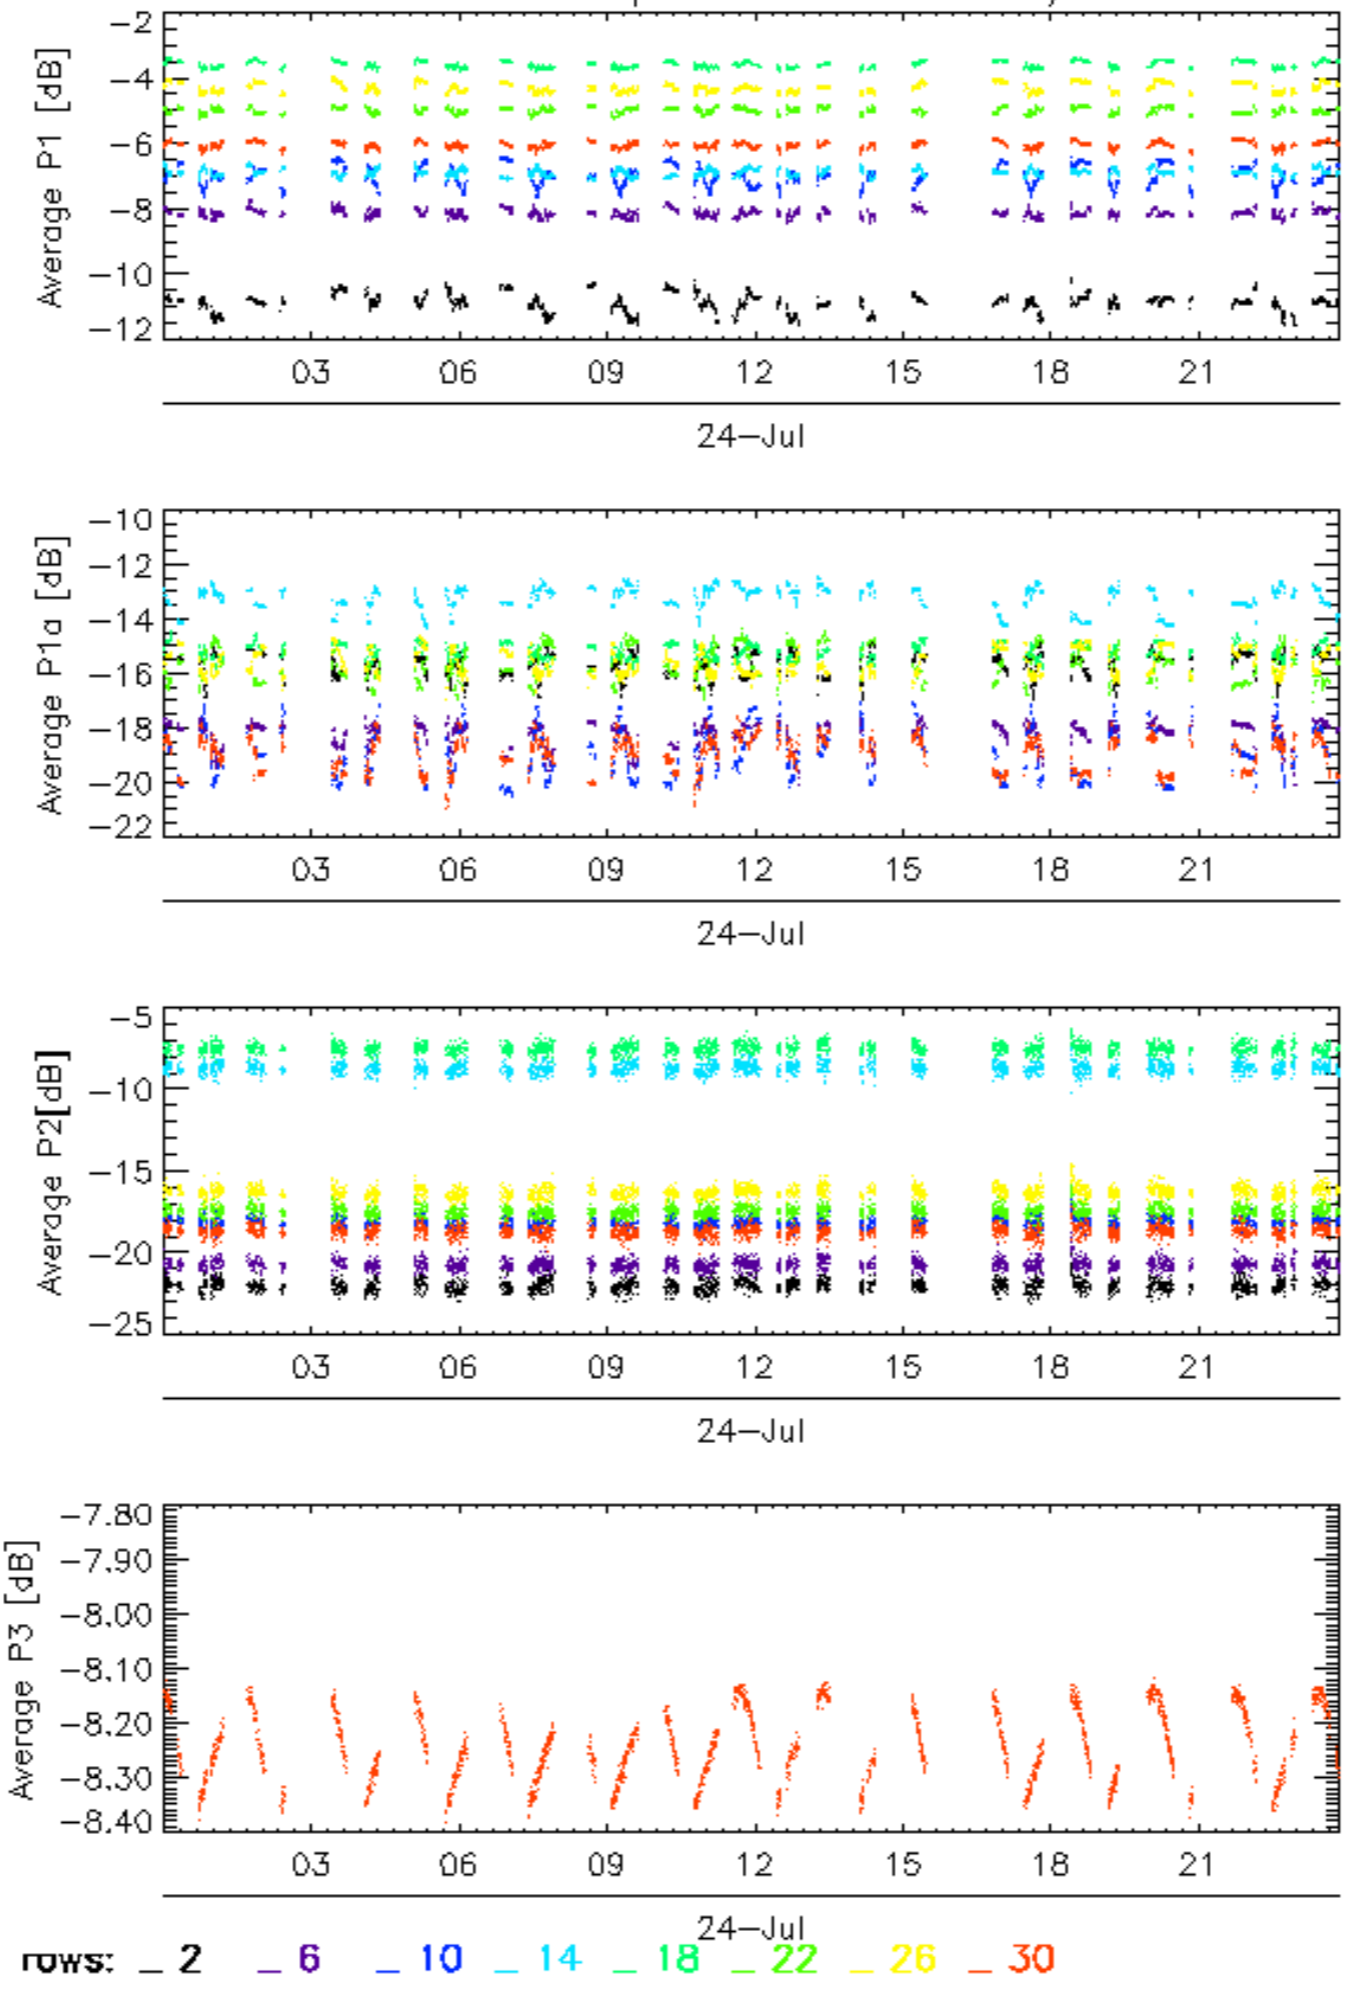 -2
-4
-6
-8
-10
-12
Average P1 [dB]
03 06 09 12 15 18 21
24-Jul
-10
-12
-14
-16
-18
-20
-22
Average P1a [dB]
03 06 09 12 15 18 21
24-Jul
-5
-10
-15
-20
-25
Average P2[dB]
03 06 09 12 15 18 21
24-Jul
-7.80
-7.90
-8.00
-8.10
-8.20
-8.30
-8.40
Average P3 [dB]
03 06 09 12 15 18 21
24-Jul
rows: _ 2 _ 6 _ 10 _ 14 _ 18 _ 22 _ 26 _ 30